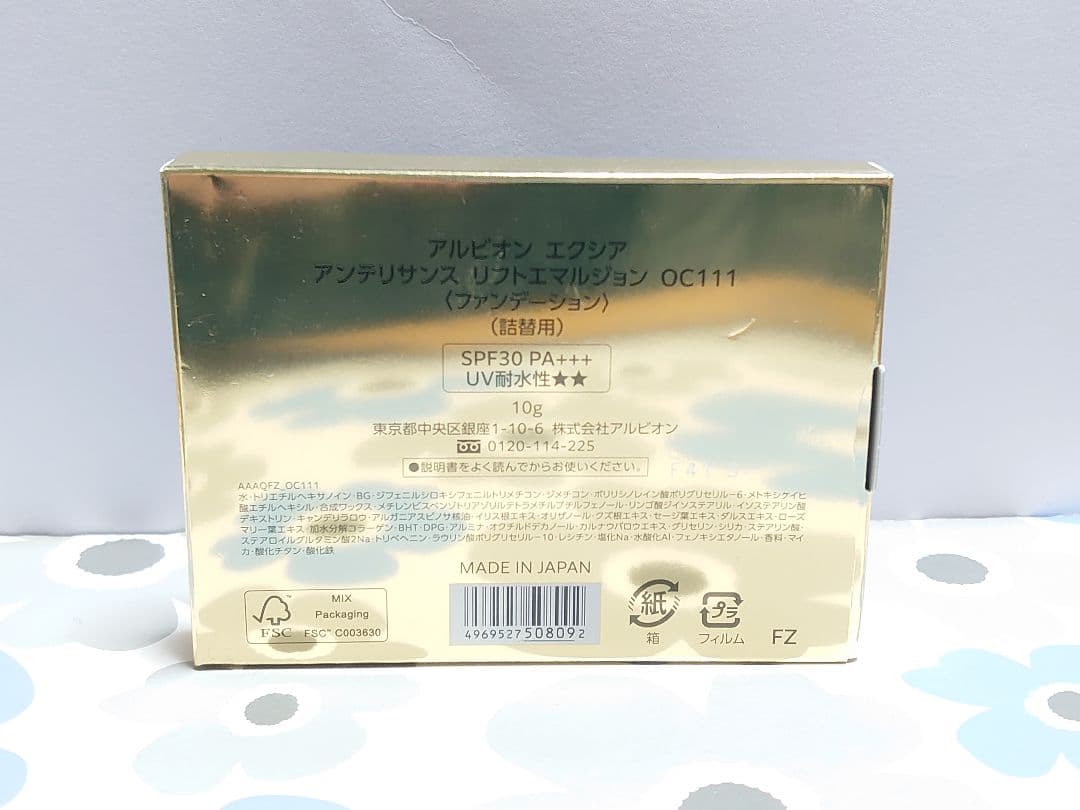 アルビオン エクシア
アンテリサンス リフトエマルジョン OC111
〈ファンデーション〉
(詰替用)
SPF30 PA+++
UV耐水性★★
10g
東京都中央区銀座1-10-6 株式会社アルビオン
0120-114-225
●説明書をよく読んでからお使いください。
AAAQFZ_OC111
水・トリエチルヘキサノイン・BG・ジフェニルシロキシフェニルトリメチコン・ジメチコン・ポリリシノレイン酸ポリグリセリル-6・メトキシケイヒ
酸エチルヘキシル・合成ワックス・メチレンビスベンゾトリアゾリルテトラメチルブチルフェノール・リンゴ酸ジイソステアリル・イソステアリン酸
デキストリン・キャンデリラロウ・アルガニアスピノサ核油・イリス根エキス・オリザノール・クズ根エキス・セージ葉エキス・ダルスエキス・ローズ
マリー葉エキス・加水分解コラーゲン・BHT・DPG・アルミナ・オクチルドデカノール・カルナウバロウエキス・グリセリン・シリカ・ステアリン酸・
ステアロイルグルタミン酸2Na・トリベヘニン・ラウリン酸ポリグリセリル-10・レシチン・塩化Na・水酸化Al・フェノキシエタノール・香料・マイ
カ・酸化チタン・酸化鉄
MADE IN JAPAN
MIX
Packaging
FSC
FSC™ C003630
4969527508092
紙
箱
プラ
フィルム
FZ